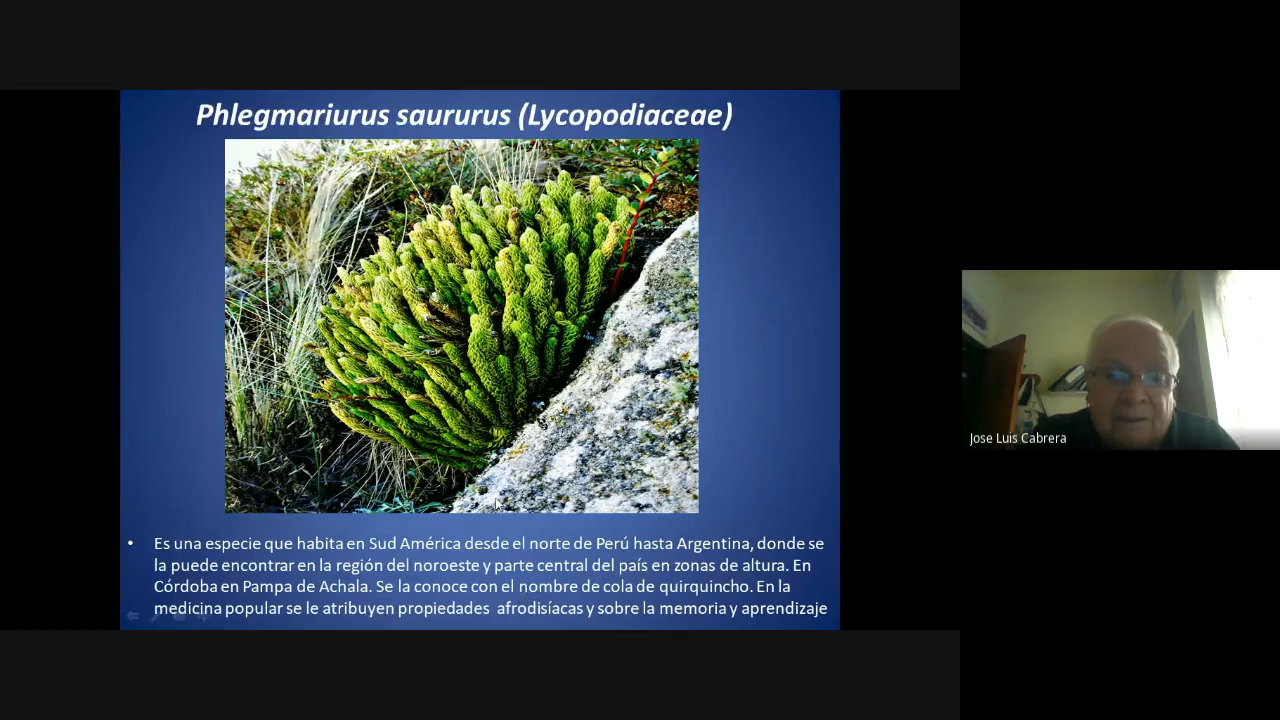 Phlegmariurus saururus (Lycopodiaceae)
• Es una especie que habita en Sud América desde el norte de Perú hasta Argentina, donde se
la puede encontrar en la región del noroeste y parte central del país en zonas de altura. En
Córdoba en Pampa de Achala. Se la conoce con el nombre de cola de quirquincho. En la
medicina popular se le atribuyen propiedades afrodisíacas y sobre la memoria y aprendizaje
Jose Luis Cabrera